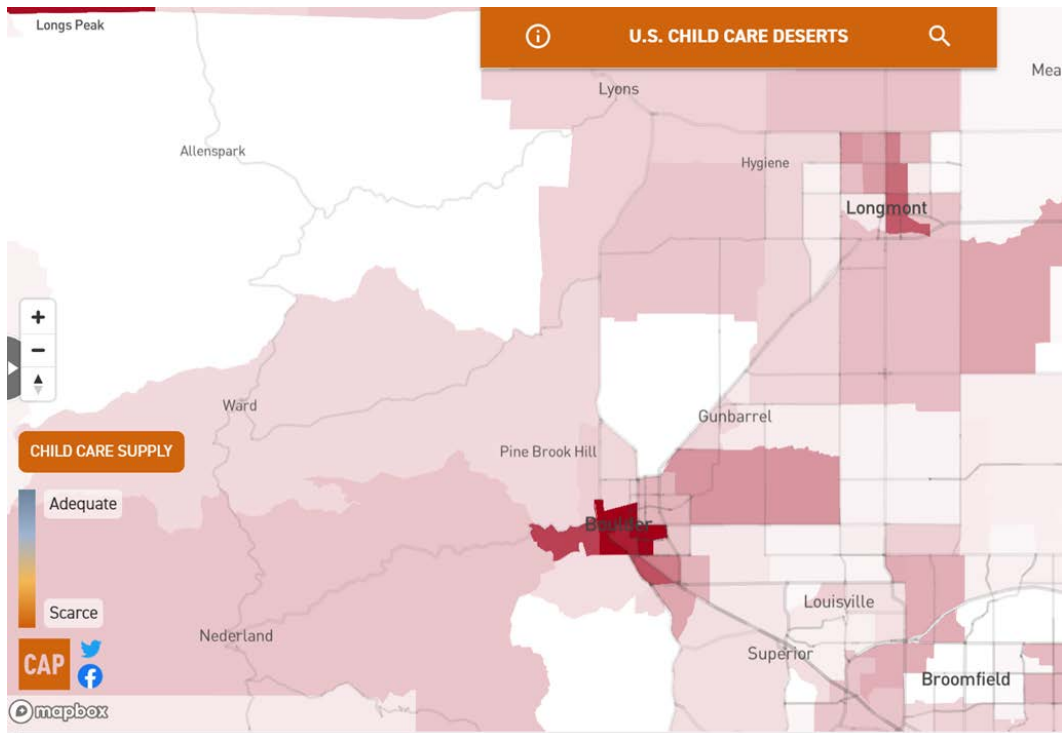 Longs Peak
U.S. CHILD CARE DESERTS
Mea
Lyons
Allenspark
Hygiene
Longmont
Ward
Gunbarrel
CHILD CARE SUPPLY
Pine Brook Hill
Adequate
Boulder
Scarce
Louisville
Nederland
Superior
CAP
Broomfield
mapbox